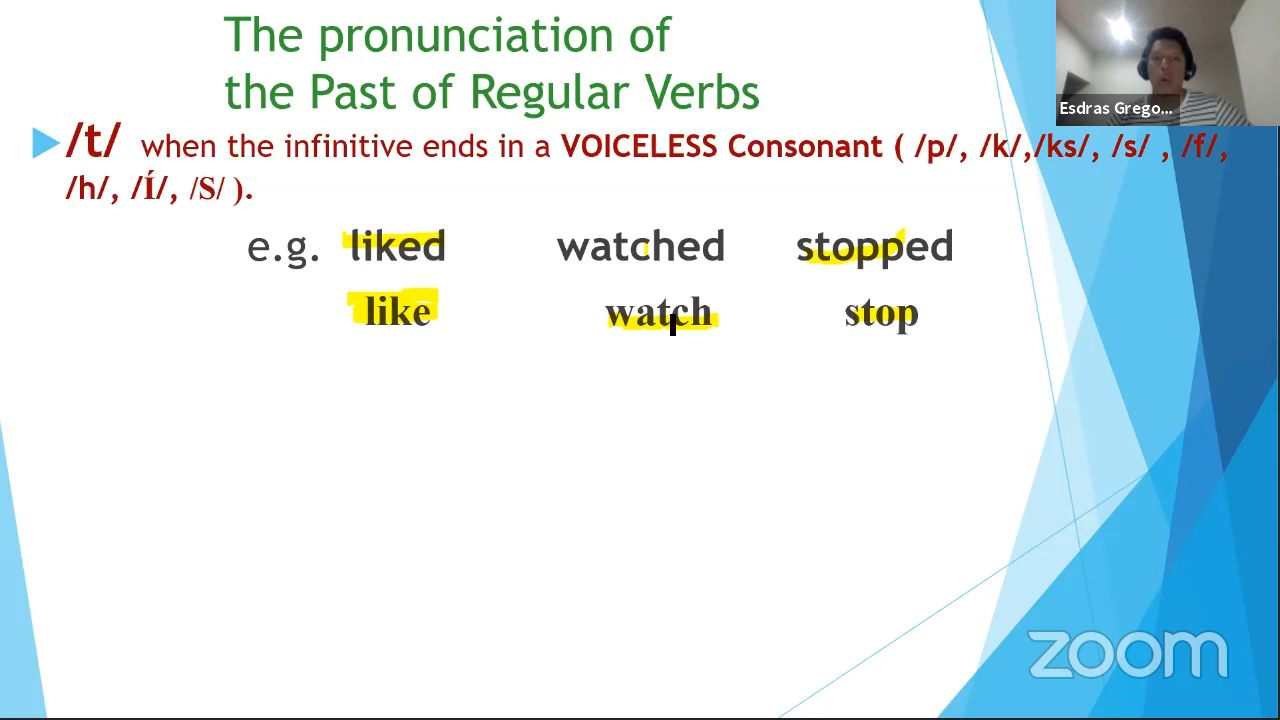 The pronunciation of
the Past of Regular Verbs
/t/ when the infinitive ends in a VOICELESS Consonant ( /p/, /k/,/ks/, /s/ , /f/,
/h/, /Í/, /S/ ).
e.g. liked watched stopped
like watch stop
Esdras Grego...
zoom